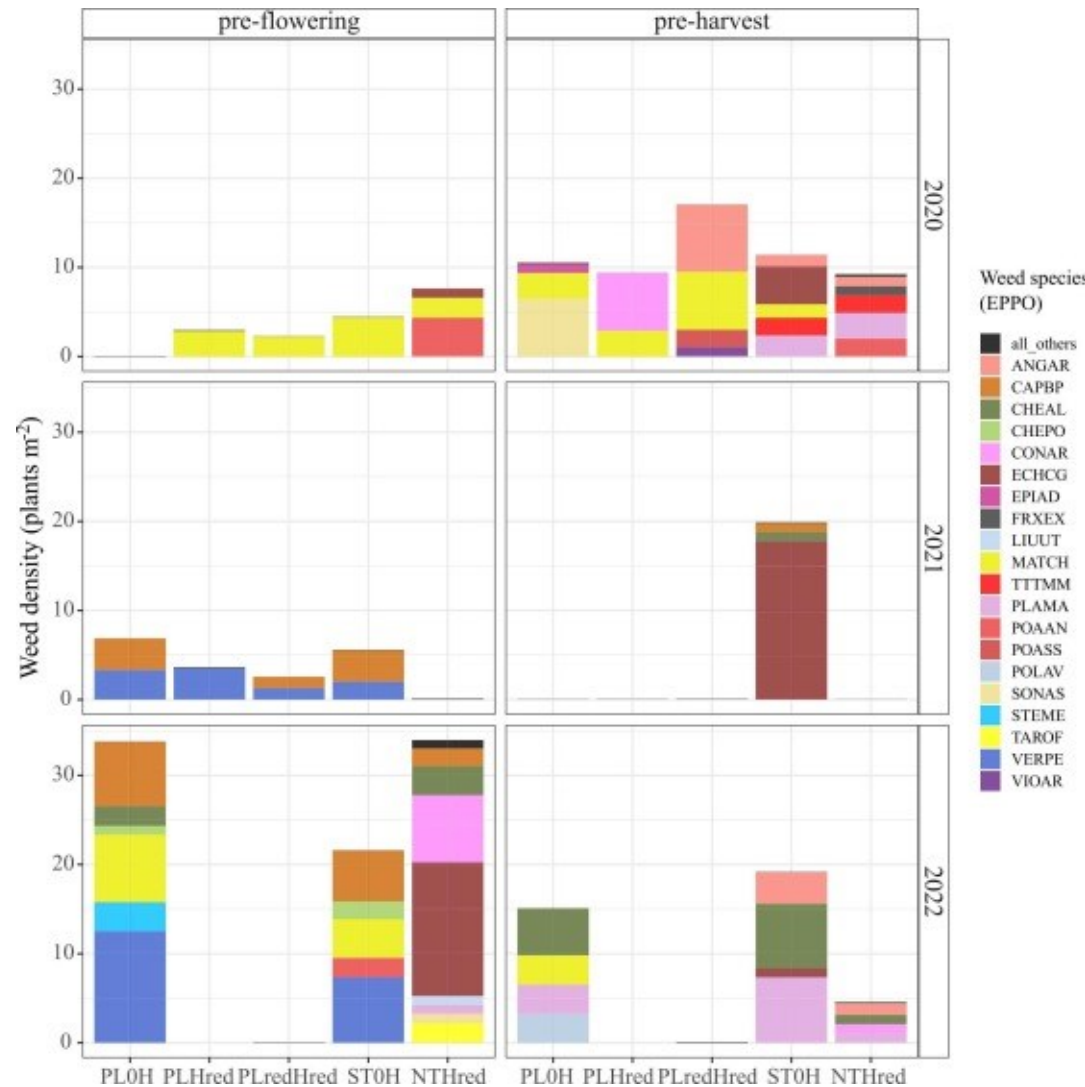 pre-flowering
pre-harvest
30
20
10
0
2020
30
20
10
0
2021
30
20
10
0
2022
Weed density (plants m-2)
PL0H PLHred PLredHred ST0H NTHred
PL0H PLHred PLredHred ST0H NTHred
Weed species
(EPPO)
all_others
ANGAR
CAPBP
CHEAL
CHEPO
CONAR
ECHCG
EPIAD
FRXEX
LIUUT
MATCH
TTTMM
PLAMA
POAAN
POASS
POLAV
SONAS
STEME
TAROF
VERPE
VIOAR